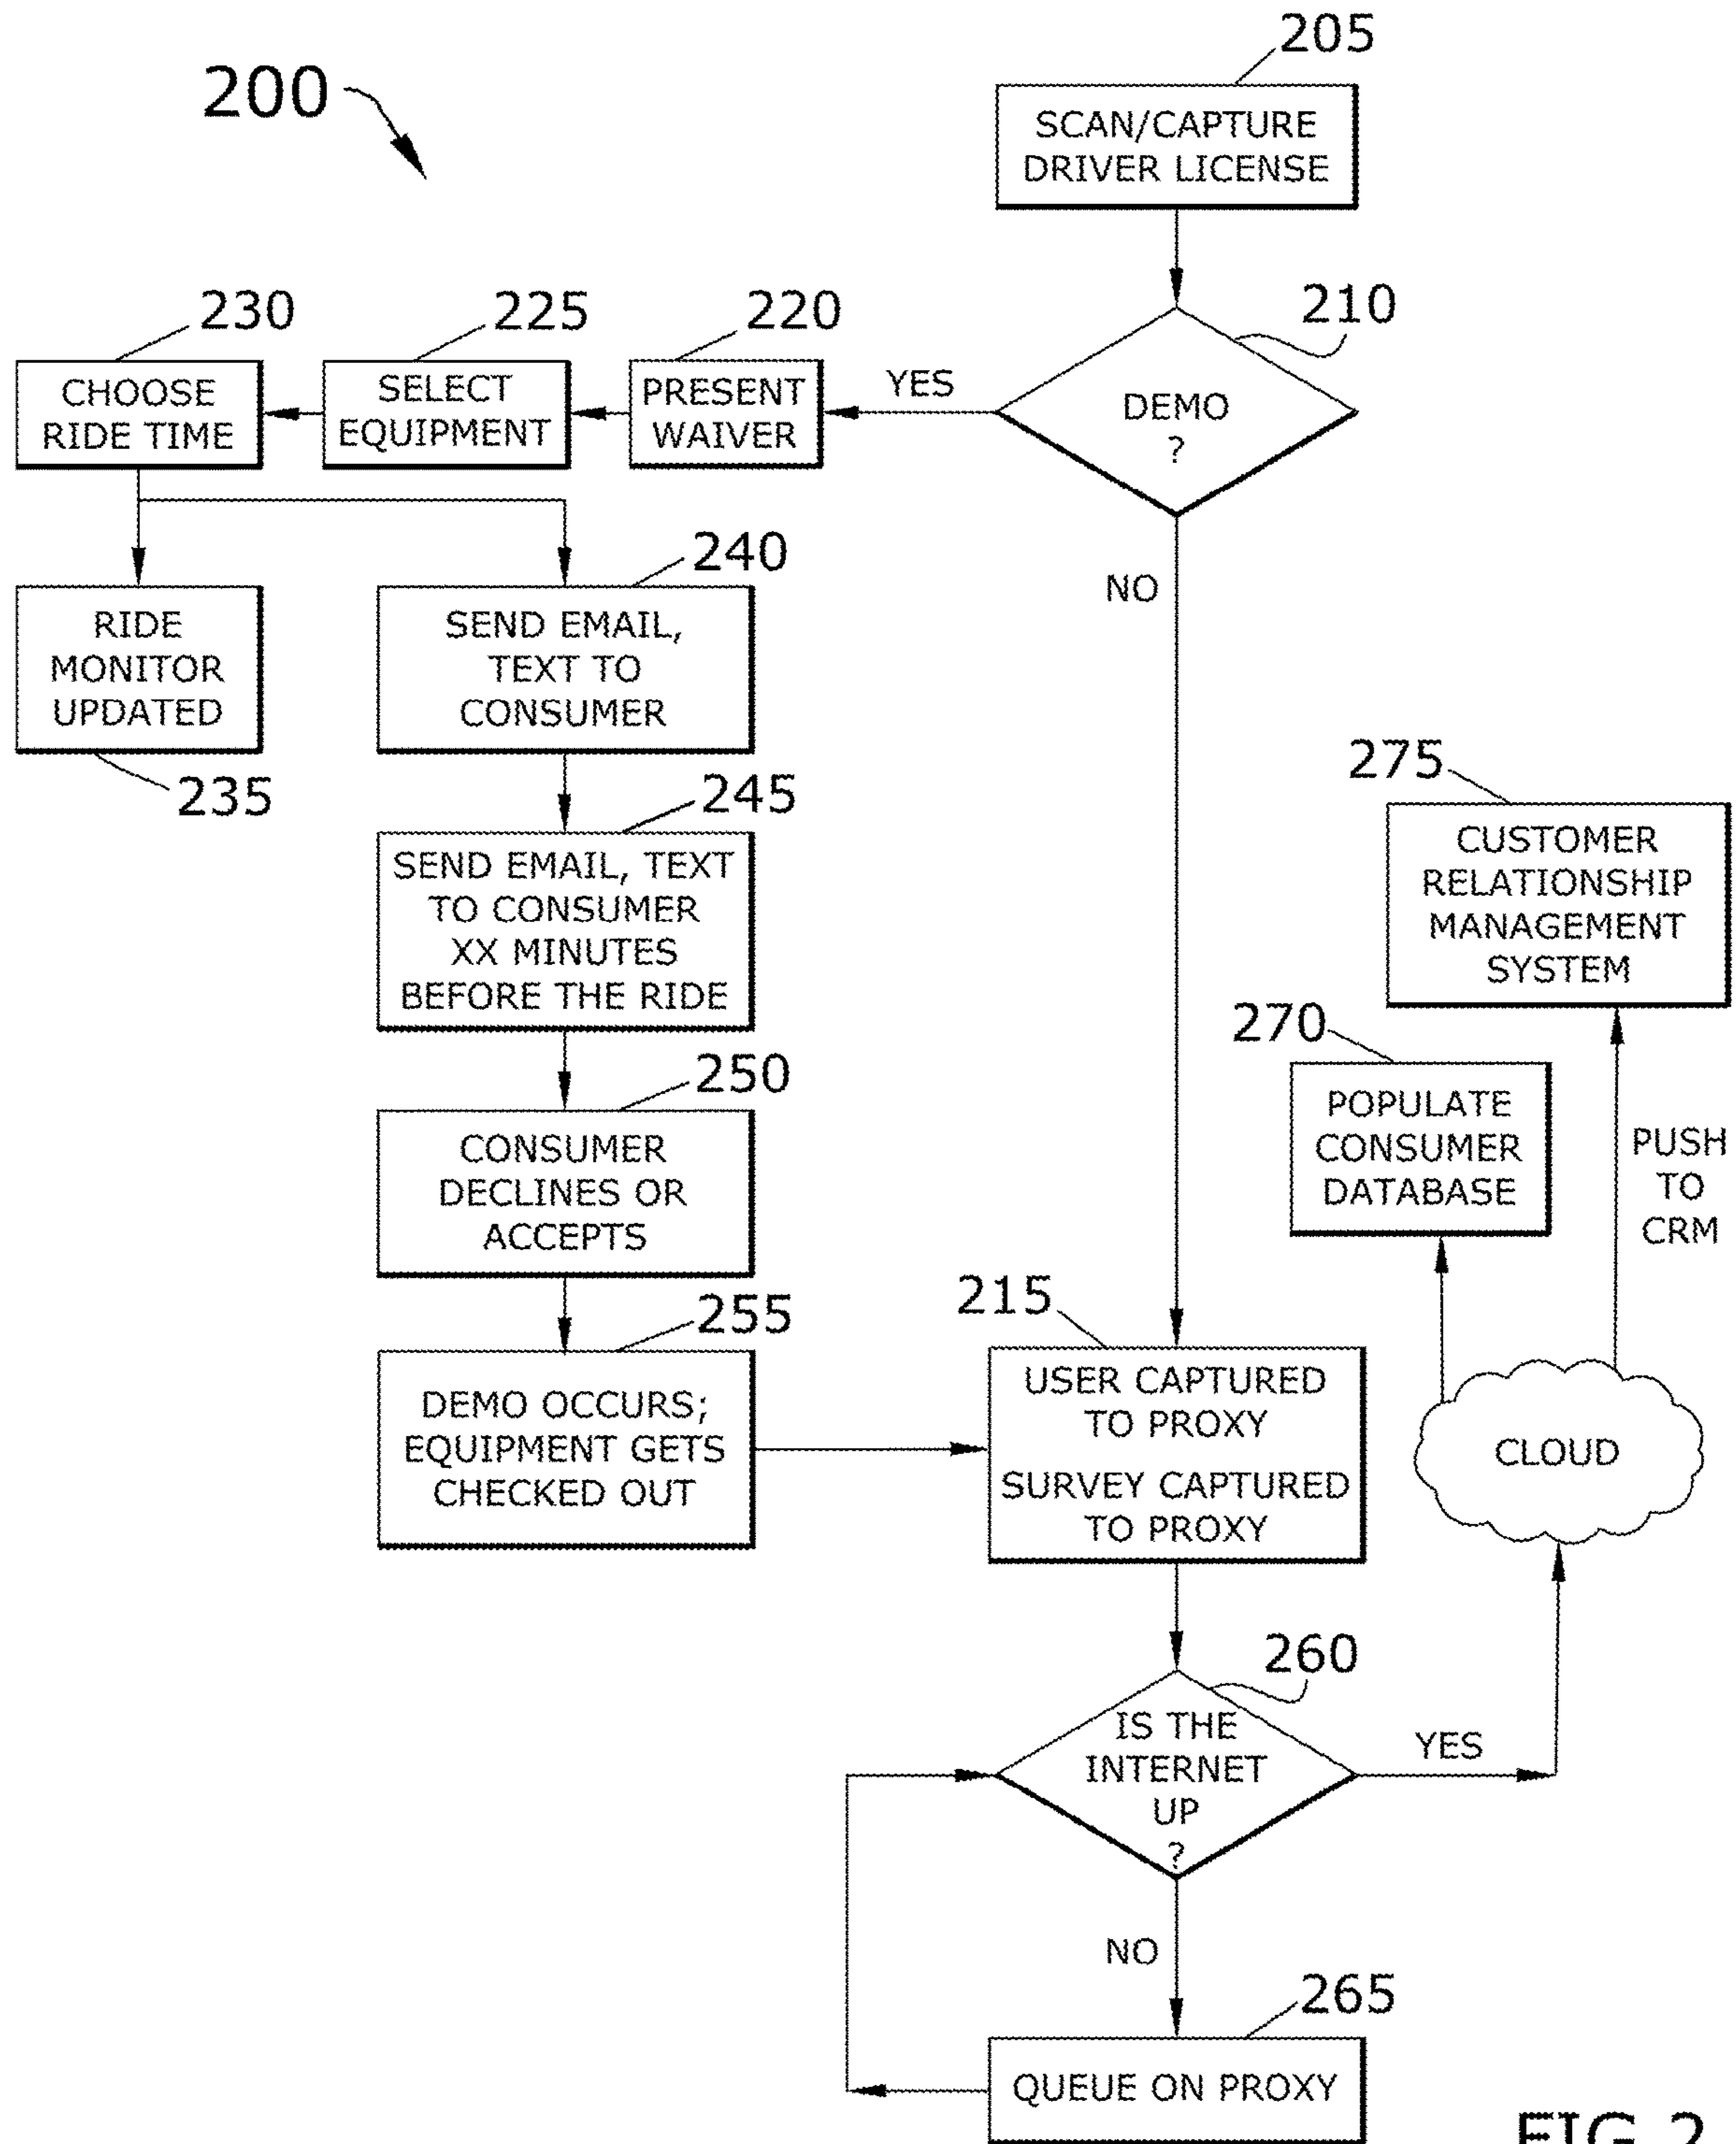 200
205
SCAN/CAPTURE
DRIVER LICENSE
210
DEMO
?
YES
NO
220
PRESENT
WAIVER
225
SELECT
EQUIPMENT
230
CHOOSE
RIDE TIME
RIDE
MONITOR
UPDATED
235
240
SEND EMAIL,
TEXT TO
CONSUMER
245
SEND EMAIL, TEXT
TO CONSUMER
XX MINUTES
BEFORE THE RIDE
250
CONSUMER
DECLINES OR
ACCEPTS
255
DEMO OCCURS;
EQUIPMENT GETS
CHECKED OUT
215
USER CAPTURED
TO PROXY
SURVEY CAPTURED
TO PROXY
260
IS THE
INTERNET
UP
?
YES
NO
265
QUEUE ON PROXY
CLOUD
270
POPULATE
CONSUMER
DATABASE
PUSH
TO
CRM
275
CUSTOMER
RELATIONSHIP
MANAGEMENT
SYSTEM
FIG.2